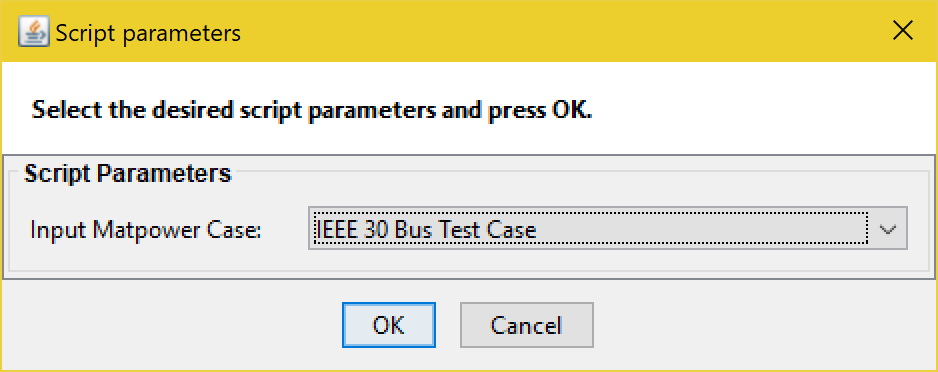 Script parameters
Select the desired script parameters and press OK.
Script Parameters
Input Matpower Case: IEEE 30 Bus Test Case
OK Cancel